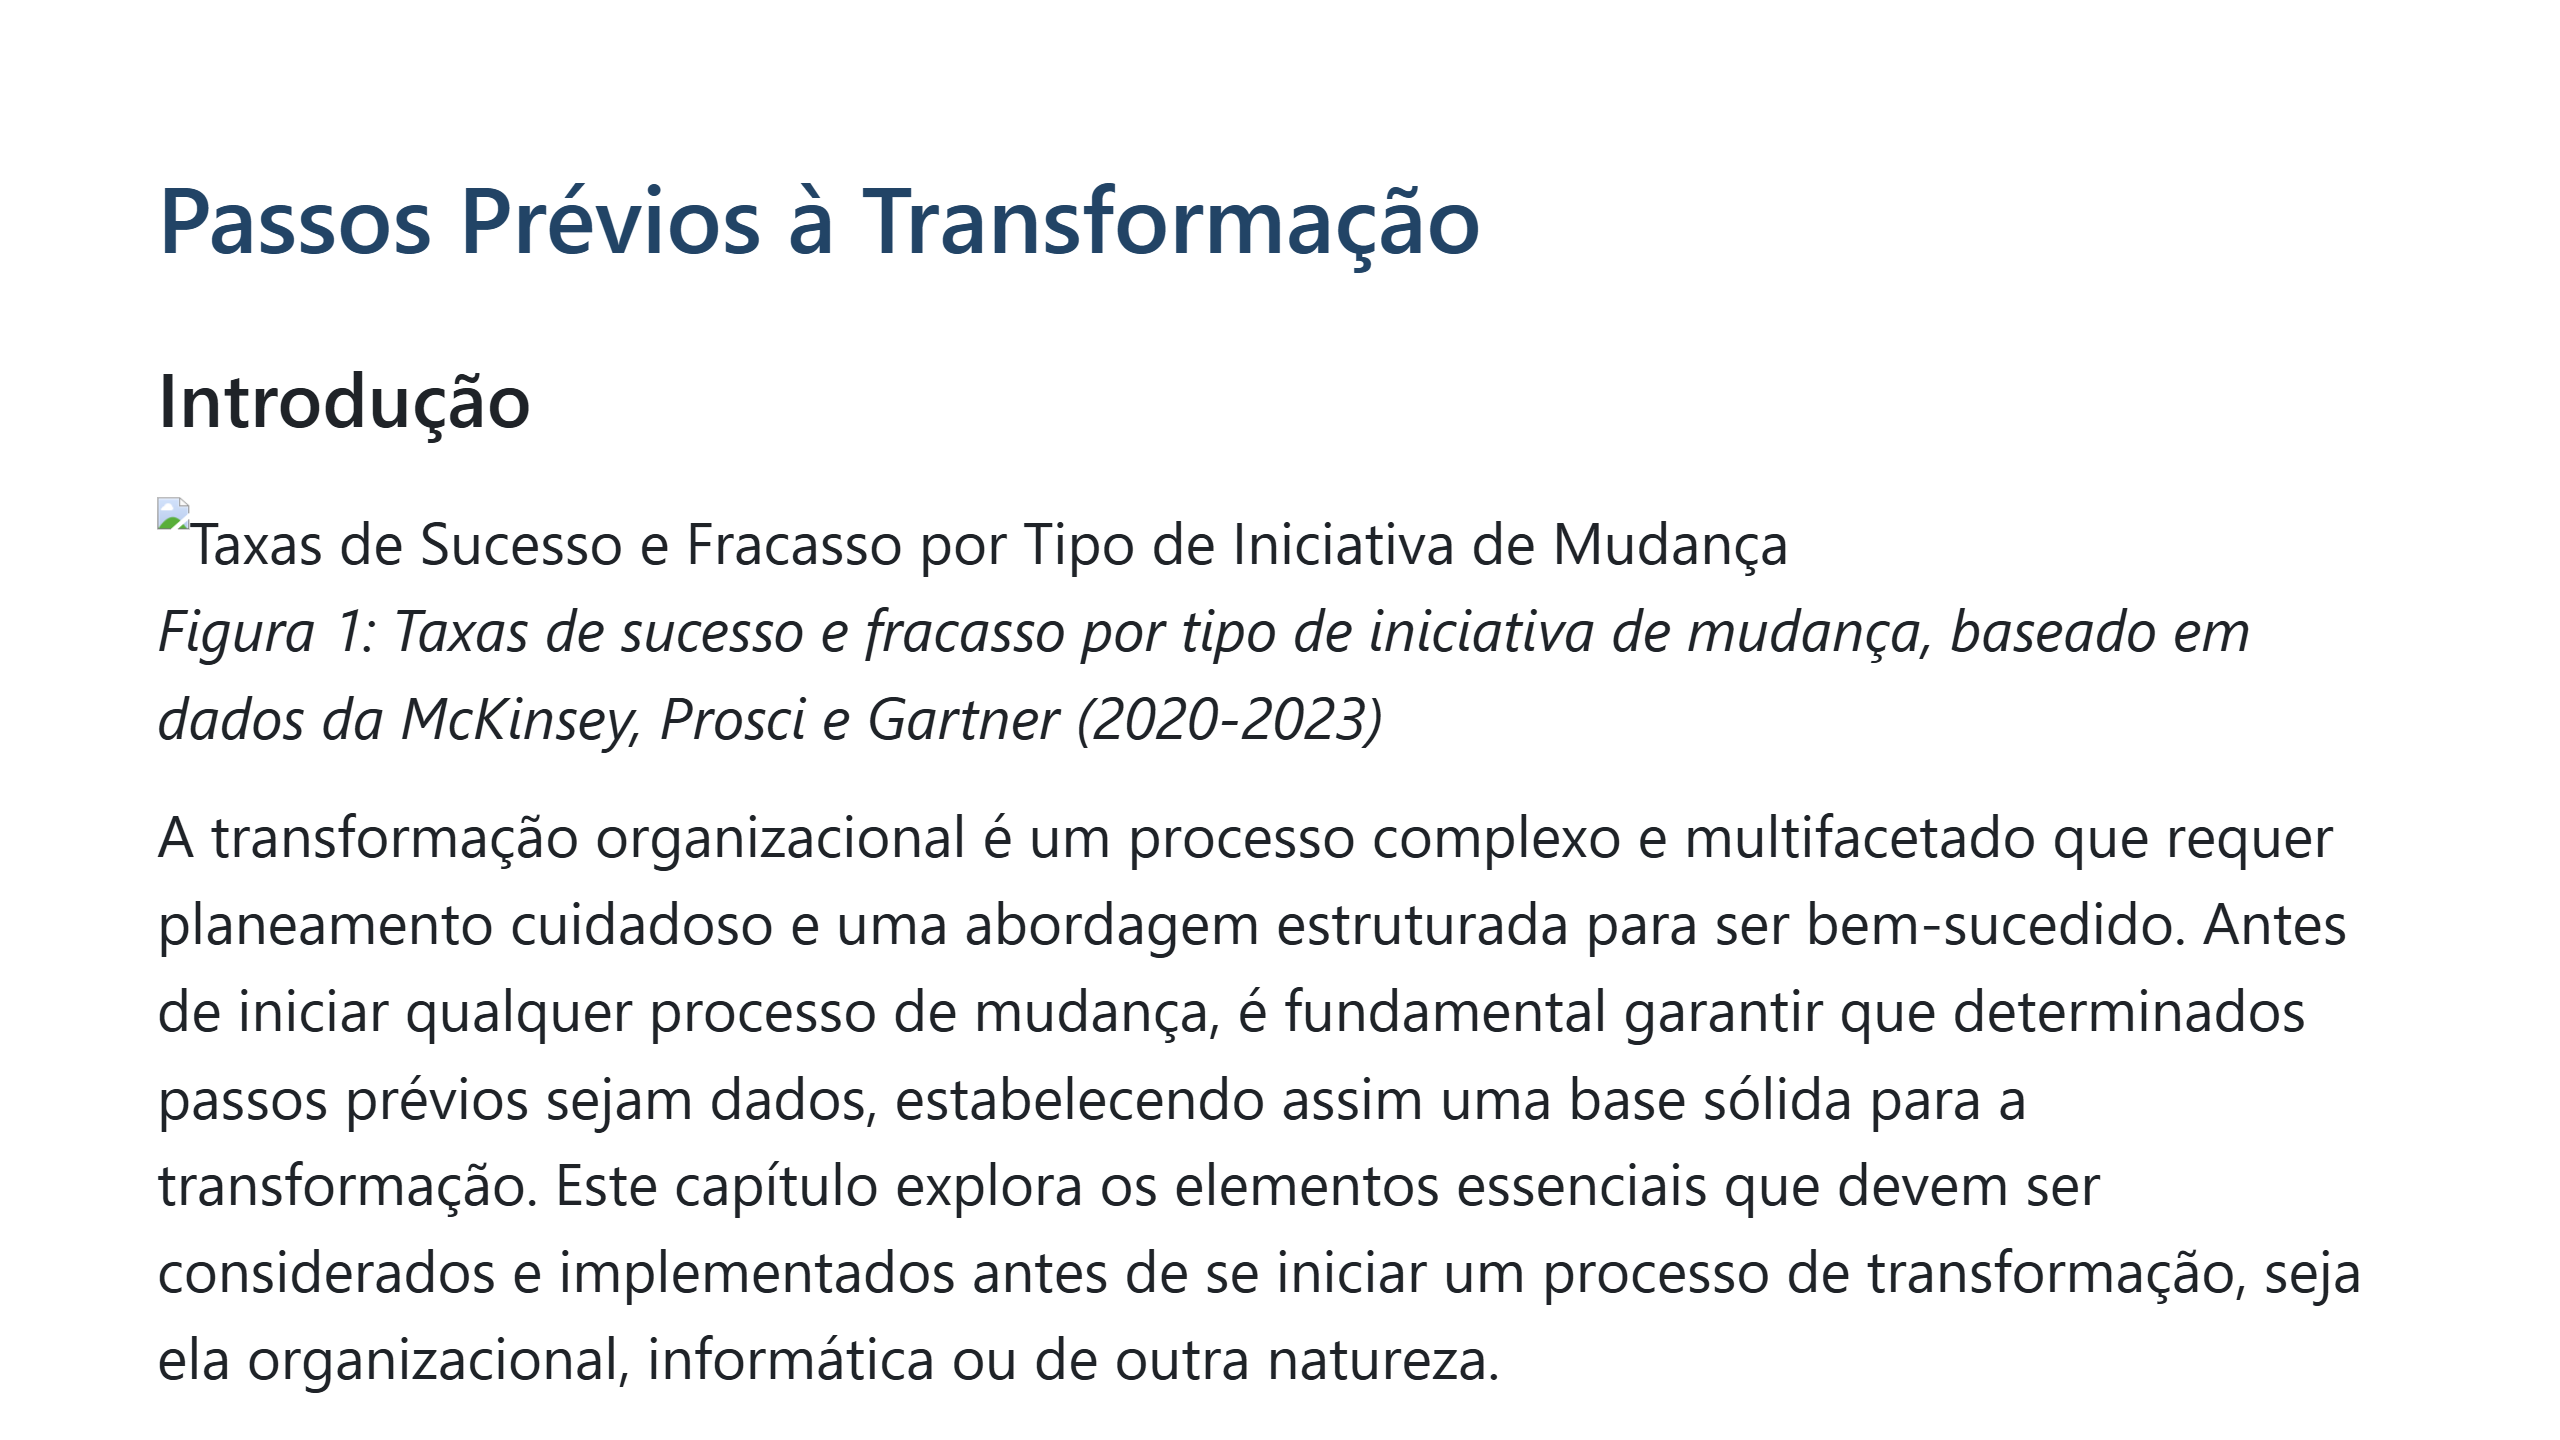 Passos Prévios à Transformação
Introdução
Taxas de Sucesso e Fracasso por Tipo de Iniciativa de Mudança
Figura 1: Taxas de sucesso e fracasso por tipo de iniciativa de mudança, baseado em
dados da McKinsey, Prosci e Gartner (2020-2023)
A transformação organizacional é um processo complexo e multifacetado que requer
planeamento cuidadoso e uma abordagem estruturada para ser bem-sucedido. Antes
de iniciar qualquer processo de mudança, é fundamental garantir que determinados
passos prévios sejam dados, estabelecendo assim uma base sólida para a
transformação. Este capítulo explora os elementos essenciais que devem ser
considerados e implementados antes de se iniciar um processo de transformação, seja
ela organizacional, informática ou de outra natureza.